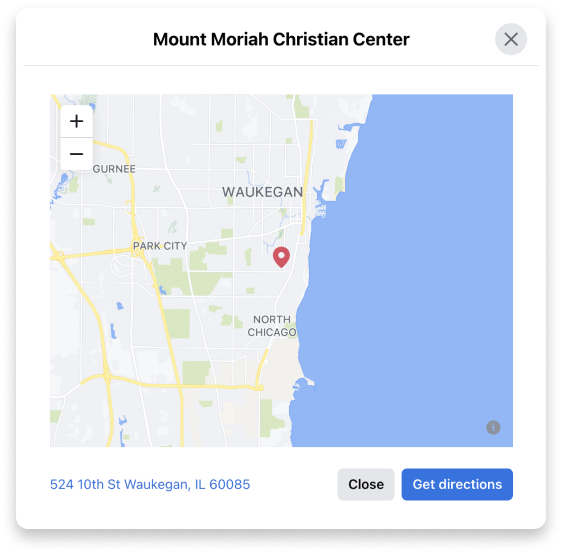 Mount Moriah Christian Center
+
−
GURNEE
WAUKEGAN
PARK CITY
NORTH
CHICAGO
i
524 10th St Waukegan, IL 60085
Close
Get directions